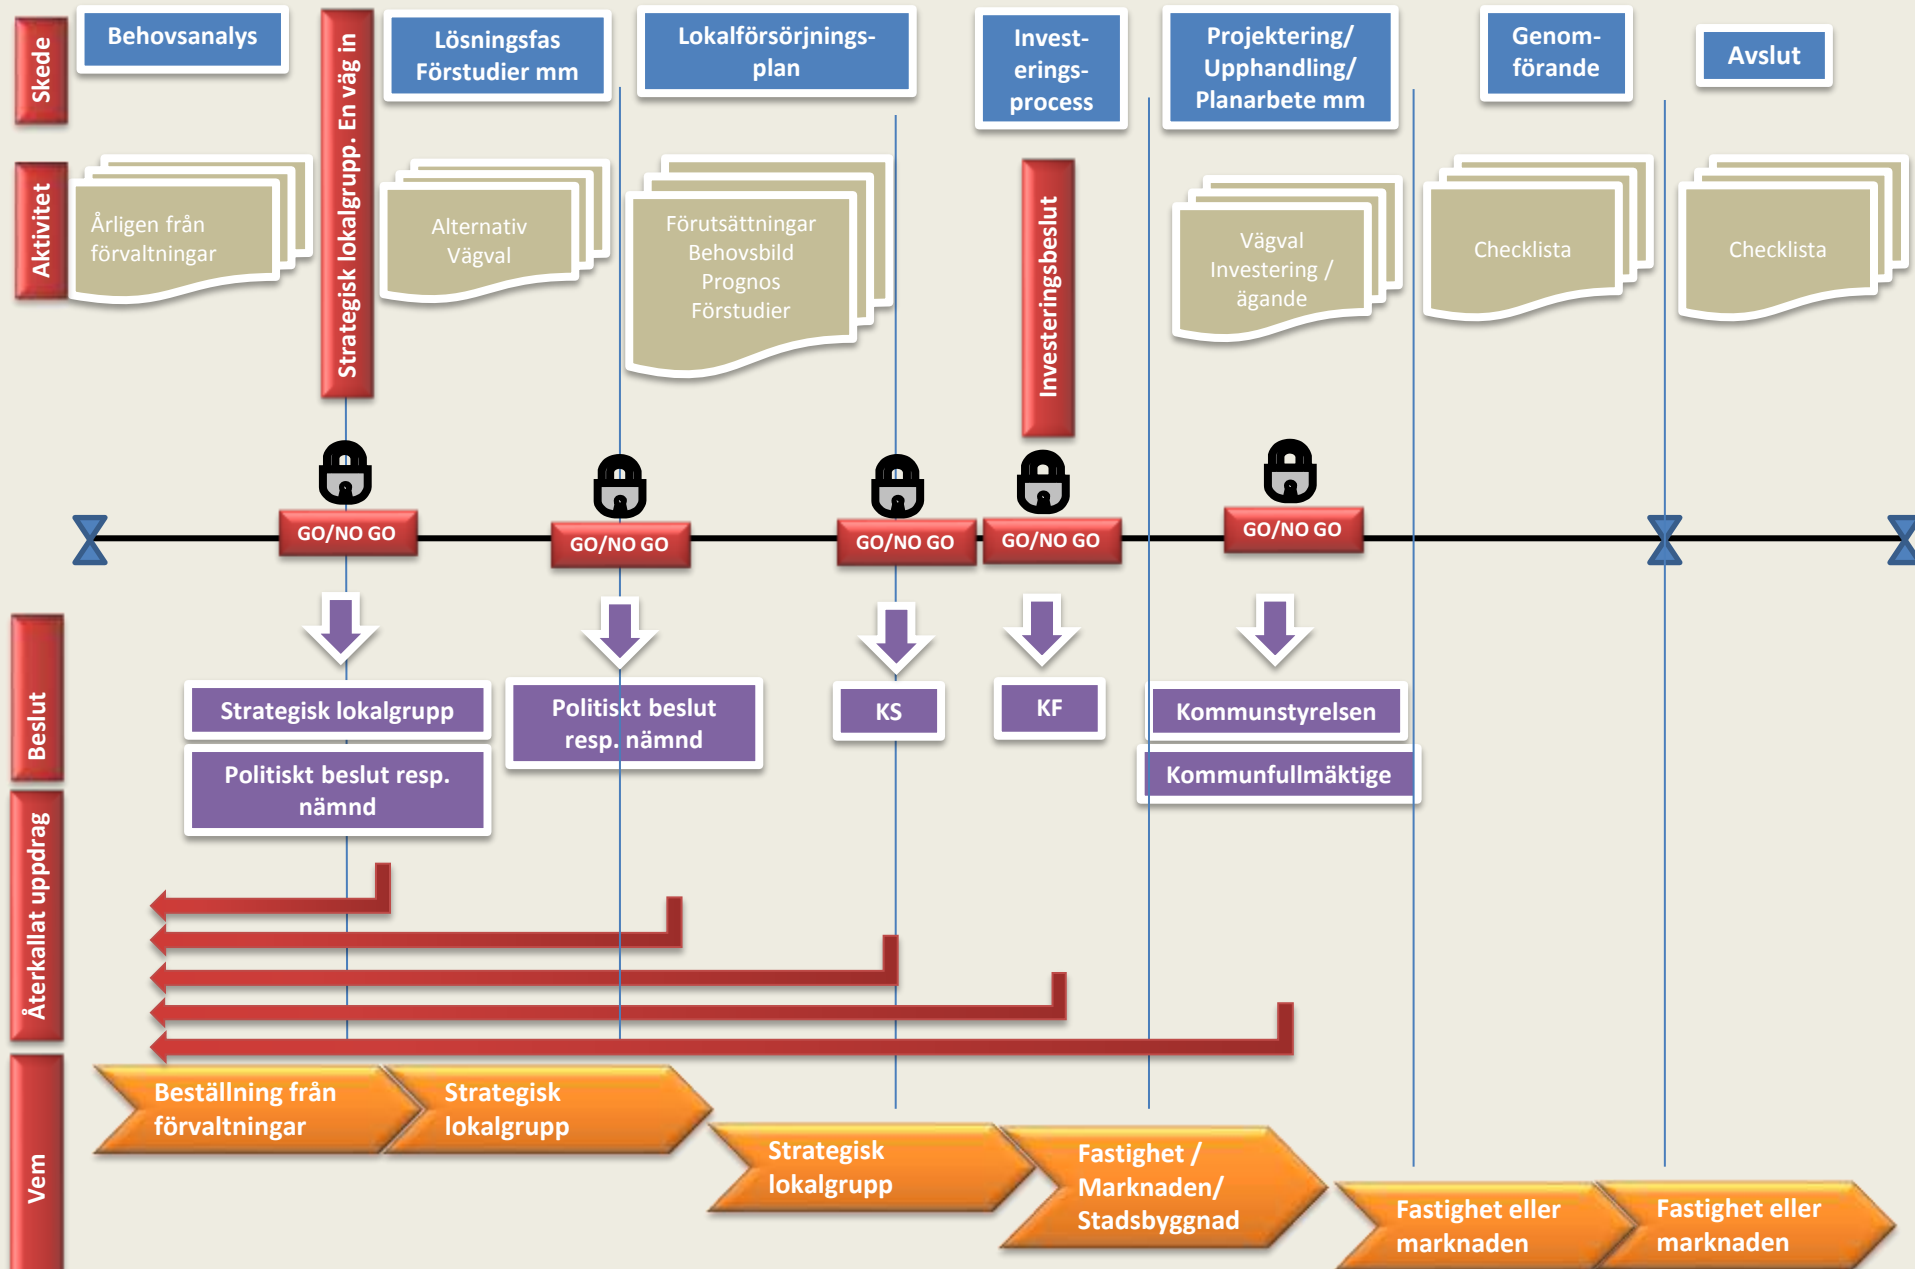 Skede
Behovsanalys
Strategisk lokalgrupp. En väg in
Lösningsfas
Förstudier mm
Lokalförsörjnings-
plan
Invest-
erings-
process
Projektering/
Upphandling/
Planarbete mm
Genom-
förande
Avslut
Aktivitet
Årligen från
förvaltningar
Alternativ
Vägval
Förutsättningar
Behovsbild
Prognos
Förstudier
Investeringsbeslut
Vägval
Investering /
ägande
Checklista
Checklista
GO/NO GO
GO/NO GO
GO/NO GO
GO/NO GO
GO/NO GO
Beslut
Strategisk lokalgrupp
Politiskt beslut resp.
nämnd
Politiskt beslut
resp. nämnd
KS
KF
Kommunstyrelsen
Kommunfullmäktige
Återkallat uppdrag
Vem
Beställning från
förvaltningar
Strategisk
lokalgrupp
Strategisk
lokalgrupp
Fastighet /
Marknaden/
Stadsbyggnad
Fastighet eller
marknaden
Fastighet eller
marknaden